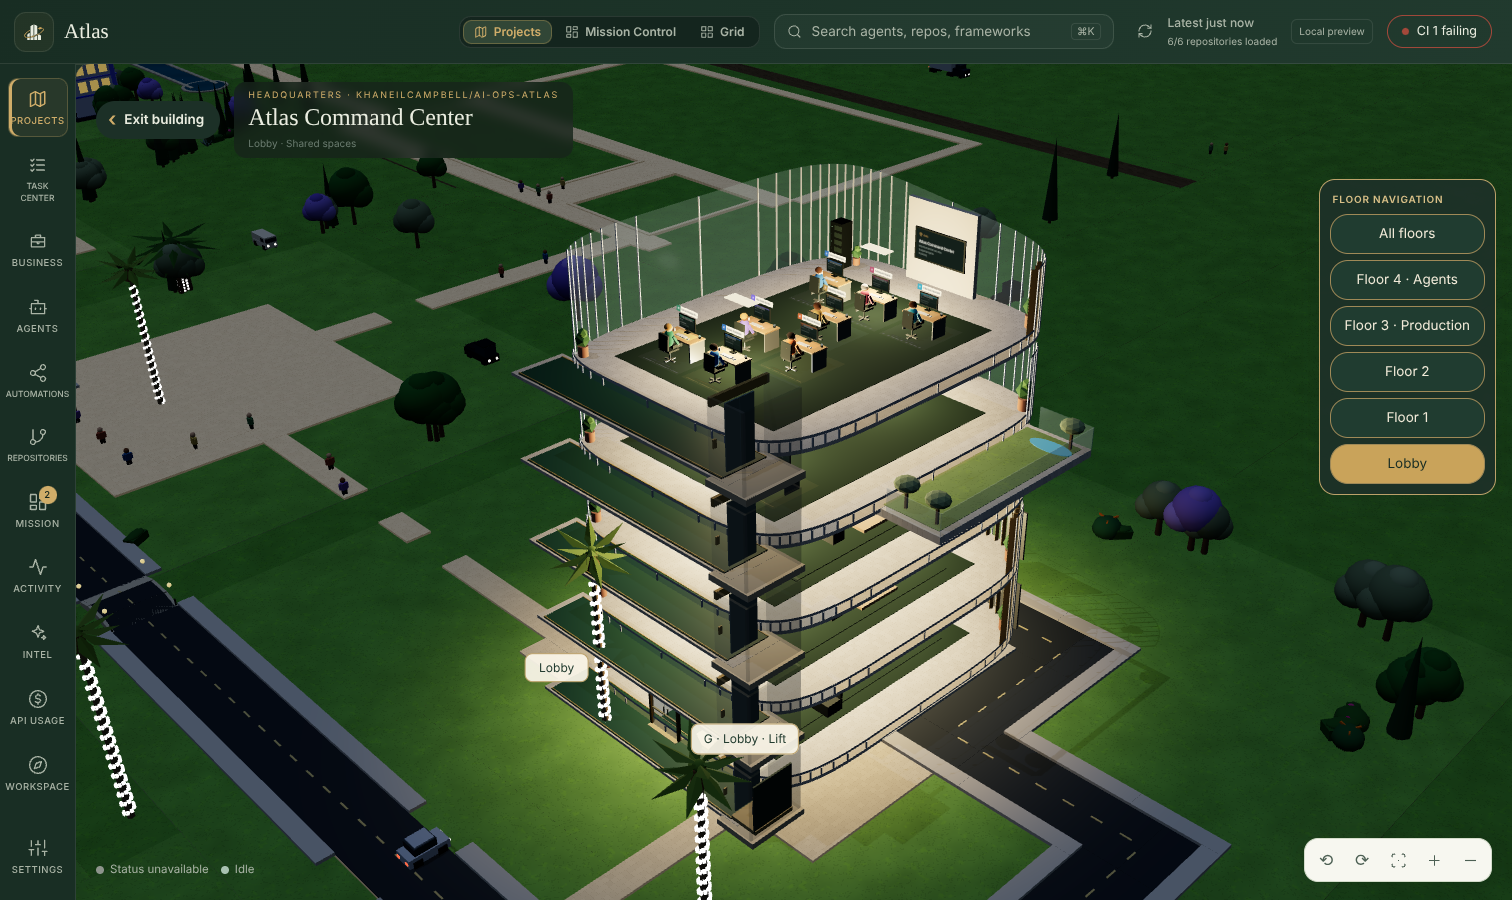 Atlas
Projects
Mission Control
Grid
Search agents, repos, frameworks
⌘K
Latest just now
6/6 repositories loaded
Local preview
CI 1 failing
PROJECTS
TASK
CENTER
BUSINESS
AGENTS
AUTOMATIONS
REPOSITORIES
2
MISSION
ACTIVITY
INTEL
API USAGE
WORKSPACE
SETTINGS
Exit building
HEADQUARTERS · KHANEILCAMPBELL/AI-OPS-ATLAS
Atlas Command Center
Lobby · Shared spaces
Atlas Command Center
FLOOR NAVIGATION
All floors
Floor 4 · Agents
Floor 3 · Production
Floor 2
Floor 1
Lobby
Lobby
G · Lobby · Lift
Status unavailable
Idle